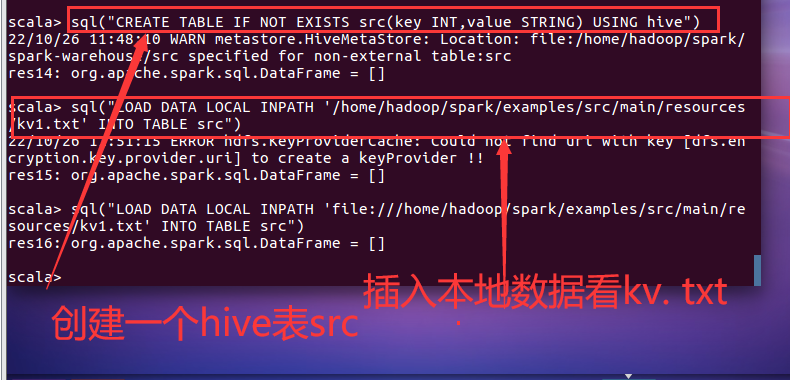 scala> sql("CREATE TABLE IF NOT EXISTS src(key INT,value STRING) USING hive")
22/10/26 11:48:10 WARN metastore.HiveMetaStore: Location: file:/home/hadoop/spark/
spark-warehouse/src specified for non-external table:src
res14: org.apache.spark.sql.DataFrame = []
scala> sql("LOAD DATA LOCAL INPATH '/home/hadoop/spark/examples/src/main/resources
/kv1.txt' INTO TABLE src")
22/10/26 11:51:15 ERROR hdfs.KeyProviderCache: Could not find uri with key [dfs.en
cryption.key.provider.uri] to create a keyProvider !!
res15: org.apache.spark.sql.DataFrame = []
scala> sql("LOAD DATA LOCAL INPATH 'file:///home/hadoop/spark/examples/src/main/re
sources/kv1.txt' INTO TABLE src")
res16: org.apache.spark.sql.DataFrame = []
scala>
插入本地数据看kv. txt
创建一个hive表src